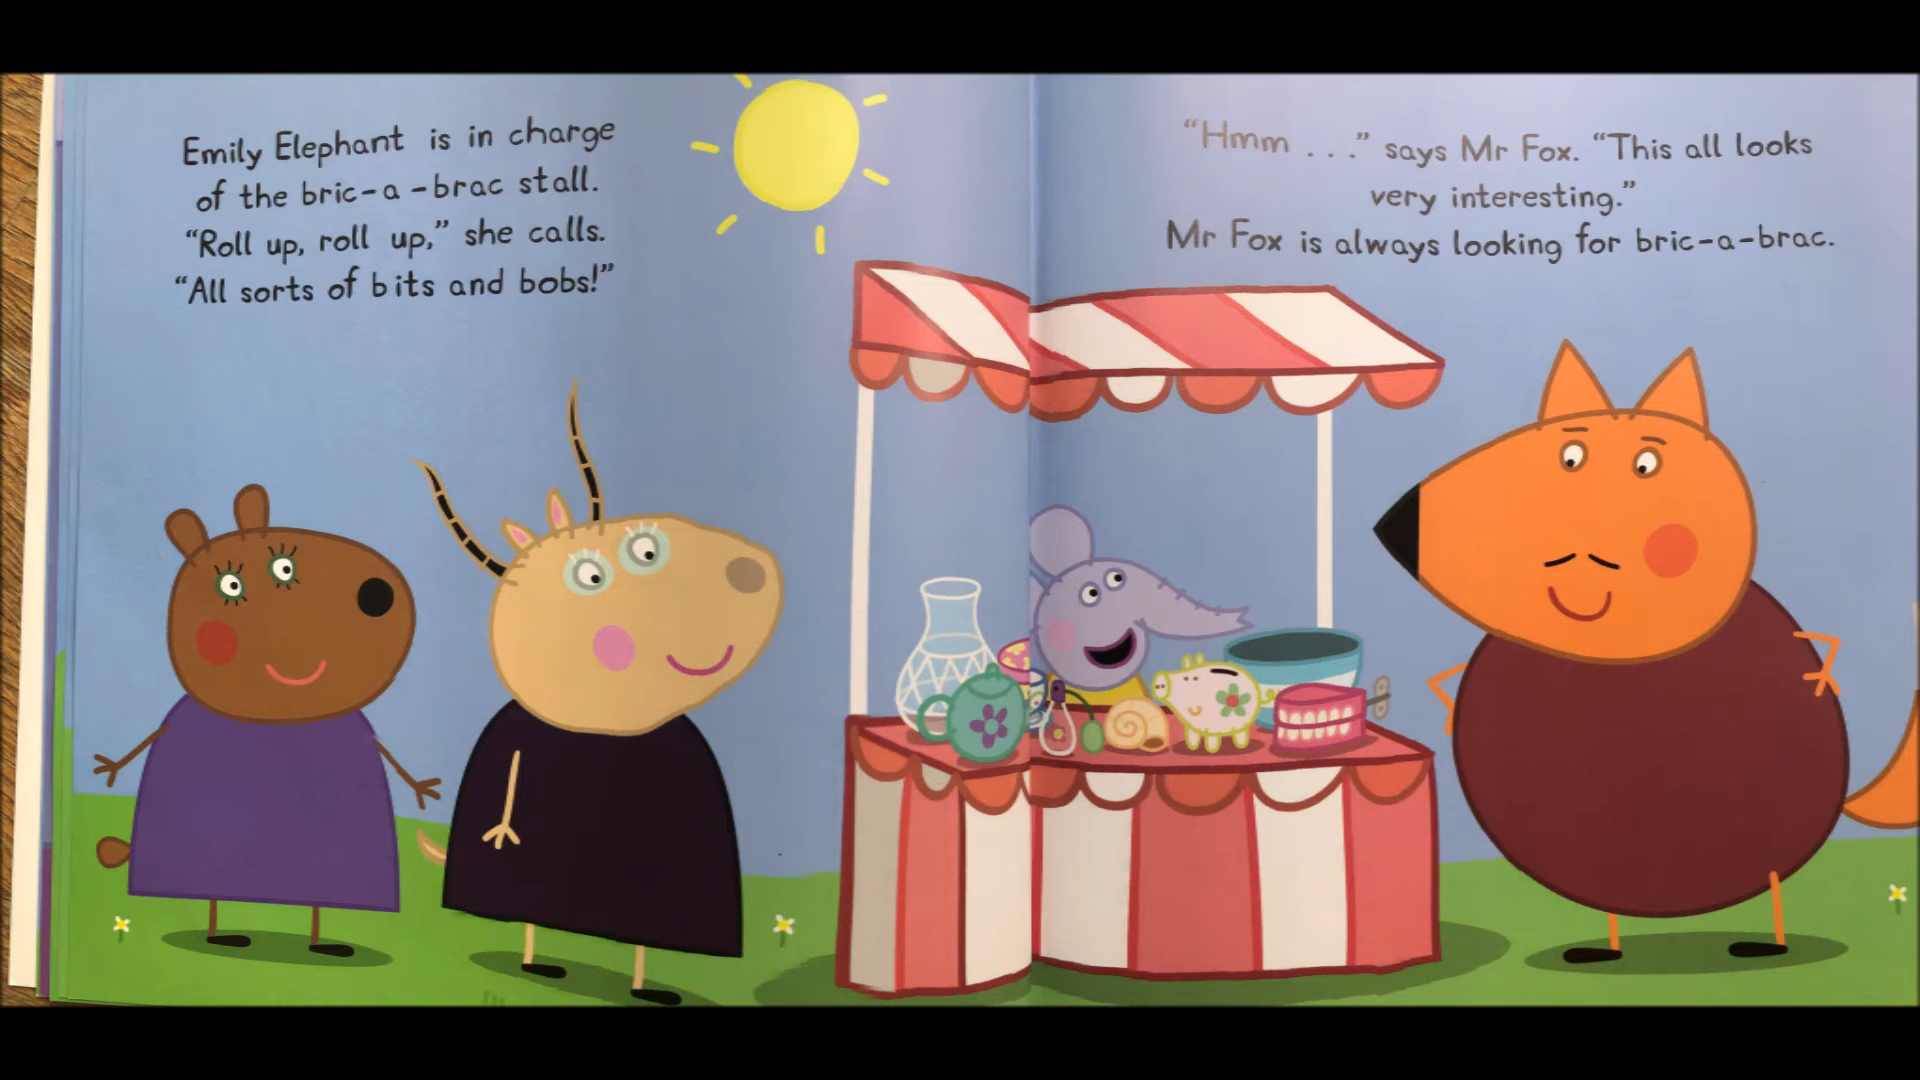 Emily Elephant is in charge
of the bric-a-brac stall.
“Roll up, roll up,” she calls.
“All sorts of bits and bobs!”
“Hmm . . .” says Mr Fox. “This all looks
very interesting.”
Mr Fox is always looking for bric-a-brac.